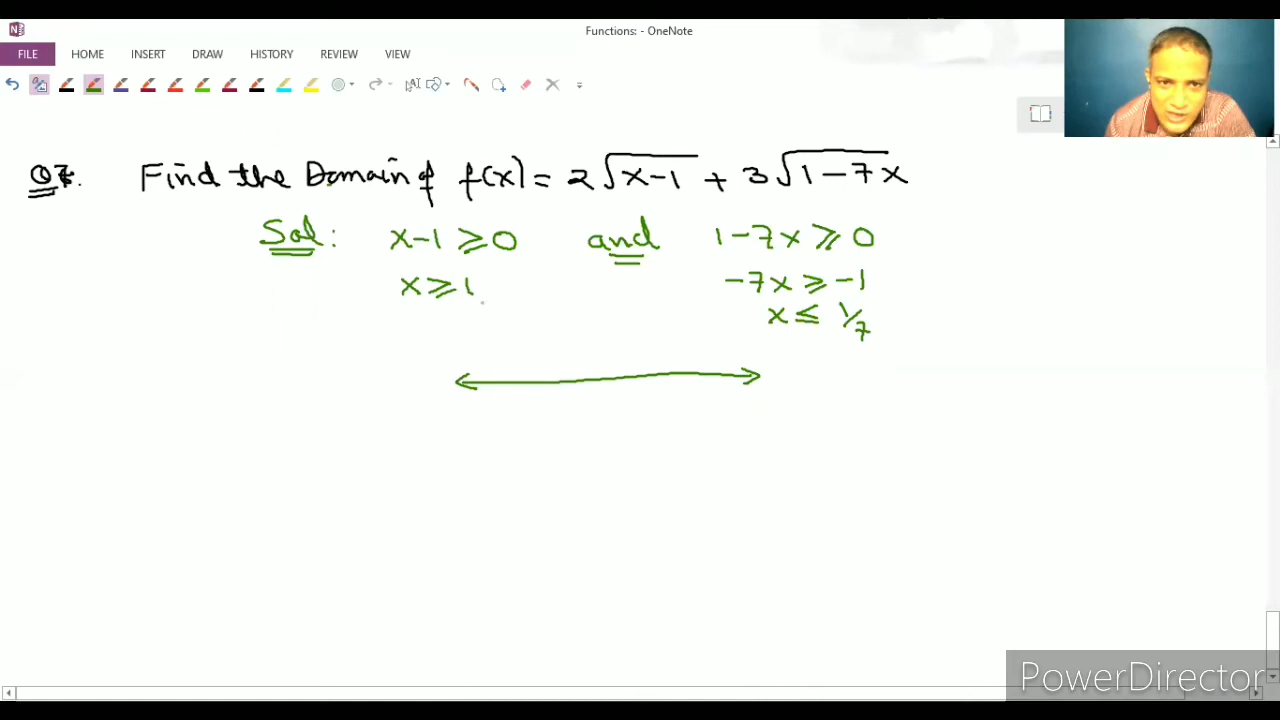 Functions: - OneNote
FILE HOME INSERT DRAW HISTORY REVIEW VIEW
Find the Domain of f(x) = 2√x-1 + 3√1-7x
Sol: x-1 ≥ 0 and 1-7x ≥ 0
x ≥ 1 -7x ≥ -1
x ≤ 1/7
PowerDirector